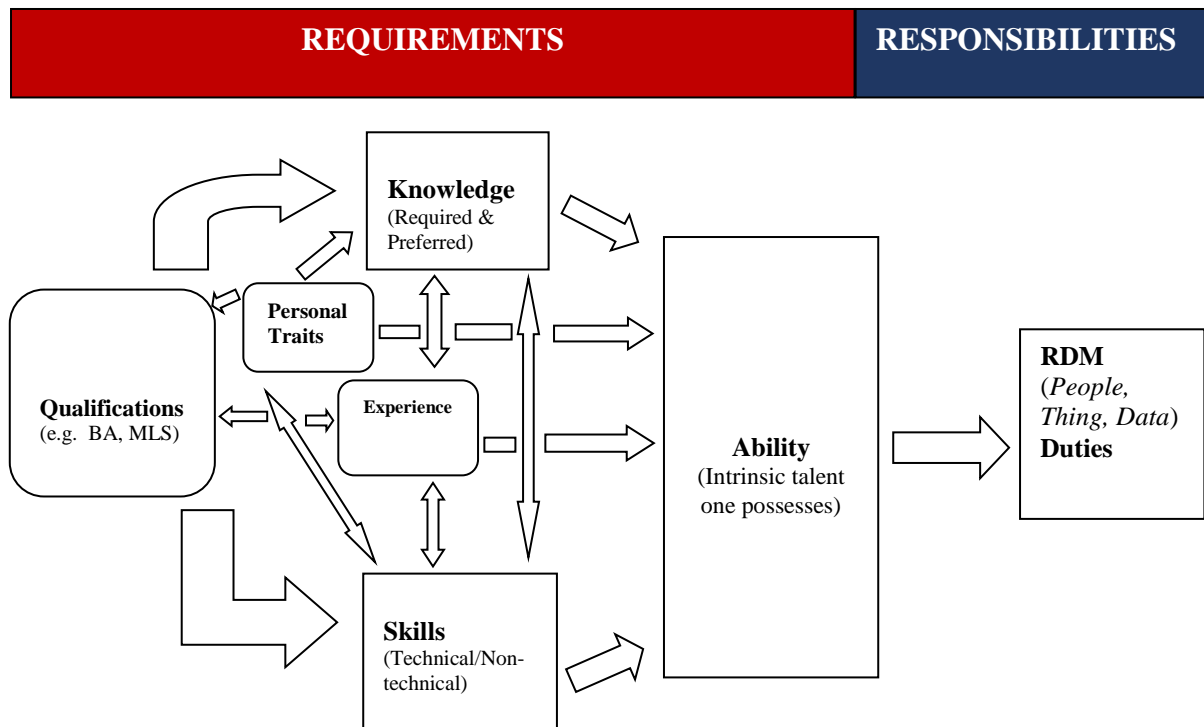 REQUIREMENTS
RESPONSIBILITIES
Knowledge
(Required &
Preferred)
Personal
Traits
Qualifications
(e.g.  BA, MLS)
Experience
Skills
(Technical/Non-
technical)
Ability
(Intrinsic talent
one possesses)
RDM
(People,
Thing, Data)
Duties